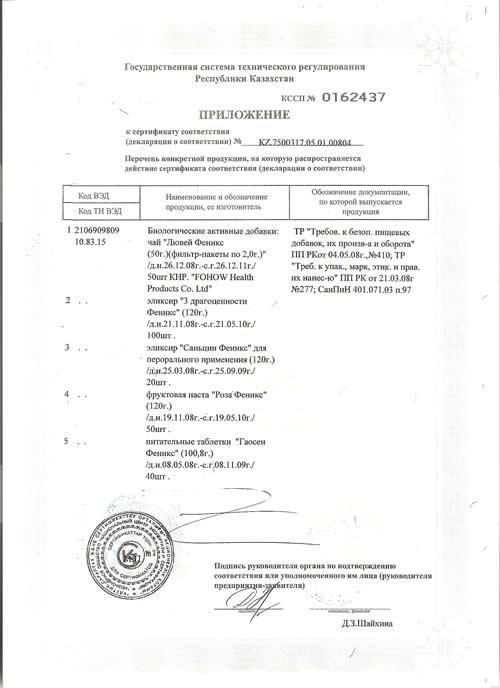 Государственная система технического регулирования
Республики Казахстан
КССП № 0162437
ПРИЛОЖЕНИЕ
к сертификату соответствия
(декларации о соответствии) № KZ.7500317.05.01.00804
Перечень конкретной продукции, на которую распространяется
действие сертификата соответствия (декларации о соответствии)
Код ВЭД
Код ТН ВЭД
Наименование и обозначение
продукции, ее изготовитель
Обозначение документации,
по которой выпускается
продукция
1 2106909809
10.83.15
Биологические активные добавки:
чай "Лювей Феникс
(50г.)(фильтр-пакеты по 2,0г.)"
/д.и.26.12.08г.-с.г.26.12.11г./
50шт КНР. "FOHOW Health
Products Co. Ltd"
ТР "Требов. к безоп. пищевых
добавок, их произв-а и оборота"
ПП РКот 04.05.08г.,№410; ТР
"Треб. к упак., марк, этик. и прав.
их нанес-ю" ПП РК от 21.03.08г
№277; СанПиН 401.071.03 п.97
2 . .
эликсир "3 драгоценности
Феникс" (120г.)
/д.и.21.11.08г.-с.г.21.05.10г./
100шт .
3 . .
эликсир "Саньцин Феникс" для
перорального применения (120г.)
/д.и.25.03.08г.-с.г.25.09.09г./
20шт .
4 . .
фруктовая паста "Роза Феникс"
(120г.)
/д.и.19.11.08г.-с.г.19.05.10г./
50шт .
5 . .
питательные таблетки "Гаосен
Феникс" (100,8г.)
/д.и.08.05.08г.-с.г.08.11.09г./
40шт .
ДЛЯ СЕРТИФИКАТОВ
№ 2
Подпись руководителя органа по подтверждению
соответствия или уполномоченного им лица (руководителя
предприятия-заявителя)
подпись
инициалы, фамилия
Д.З.Шайхина